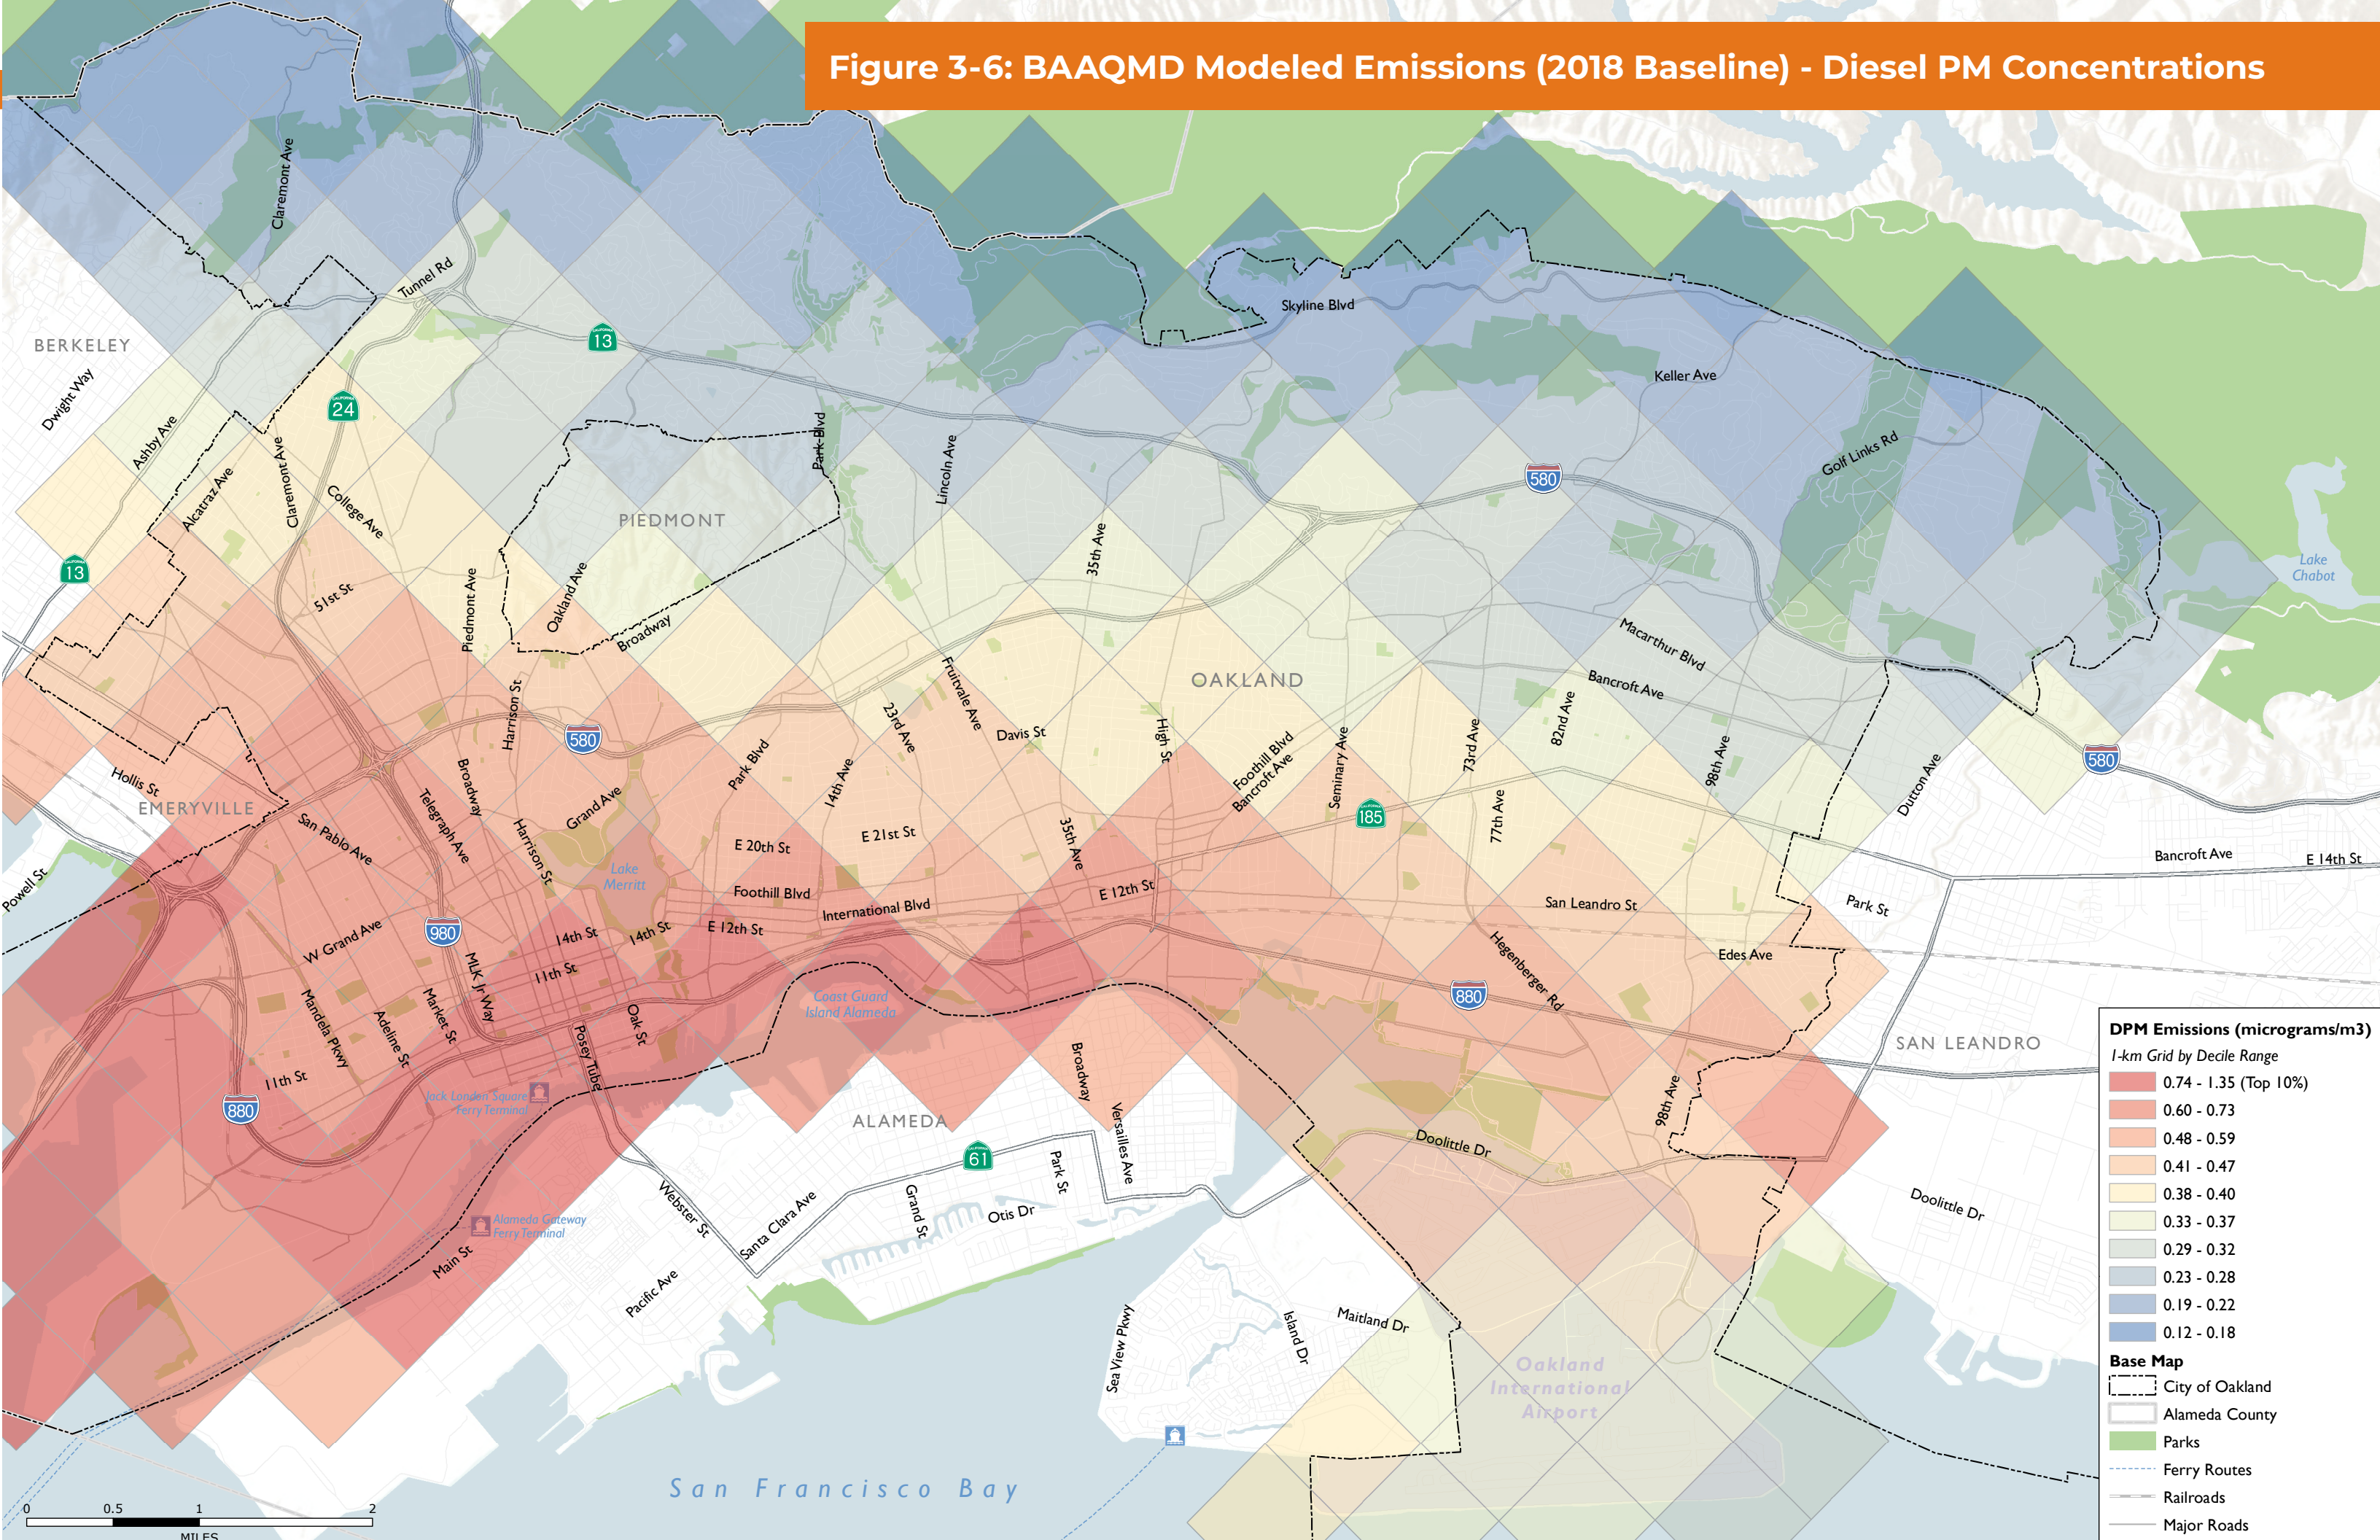 Figure 3-6: BAAQMD Modeled Emissions (2018 Baseline) - Diesel PM Concentrations
Claremont Ave
Tunnel Rd
Skyline Blvd
BERKELEY
13
Keller Ave
Dwight Way
24
Ashby Ave
Park Blvd
Golf Links Rd
Alcatraz Ave
Claremont Ave
College Ave
Lincoln Ave
580
PIEDMONT
35th Ave
13
Lake
Chabot
51st St
Piedmont Ave
Oakland Ave
Broadway
Macarthur Blvd
OAKLAND
Bancroft Ave
Fruitvale Ave
Harrison St
580
23rd Ave
Davis St
High St
82nd Ave
73rd Ave
98th Ave
580
Hollis St
EMERYVILLE
Broadway
Park Blvd
14th Ave
Foothill Blvd
Bancroft Ave
Seminary Ave
Dutton Ave
Telegraph Ave
Grand Ave
185
77th Ave
San Pablo Ave
Harrison St
E 20th St
E 21st St
35th Ave
Bancroft Ave
E 14th St
Powell St
Lake
Merritt
Foothill Blvd
E 12th St
International Blvd
San Leandro St
Park St
W Grand Ave
980
14th St
14th St
E 12th St
Edes Ave
MLK Jr Way
11th St
Hegenberger Rd
Mandela Pkwy
Adeline St
Market St
Oak St
Coast Guard
Island Alameda
880
SAN LEANDRO
Posey Tube
Broadway
11th St
880
Jack London Square
Ferry Terminal
ALAMEDA
98th Ave
Versailles Ave
61
Doolittle Dr
Park St
Webster St
Santa Clara Ave
Grand St
Otis Dr
Doolittle Dr
Alameda Gateway
Ferry Terminal
Main St
Pacific Ave
Sea View Pkwy
Island Dr
Maitland Dr
Oakland
International
Airport
San Francisco Bay
0 0.5 1 2
MILES
DPM Emissions (micrograms/m3)
1-km Grid by Decile Range
0.74 - 1.35 (Top 10%)
0.60 - 0.73
0.48 - 0.59
0.41 - 0.47
0.38 - 0.40
0.33 - 0.37
0.29 - 0.32
0.23 - 0.28
0.19 - 0.22
0.12 - 0.18
Base Map
City of Oakland
Alameda County
Parks
Ferry Routes
Railroads
Major Roads